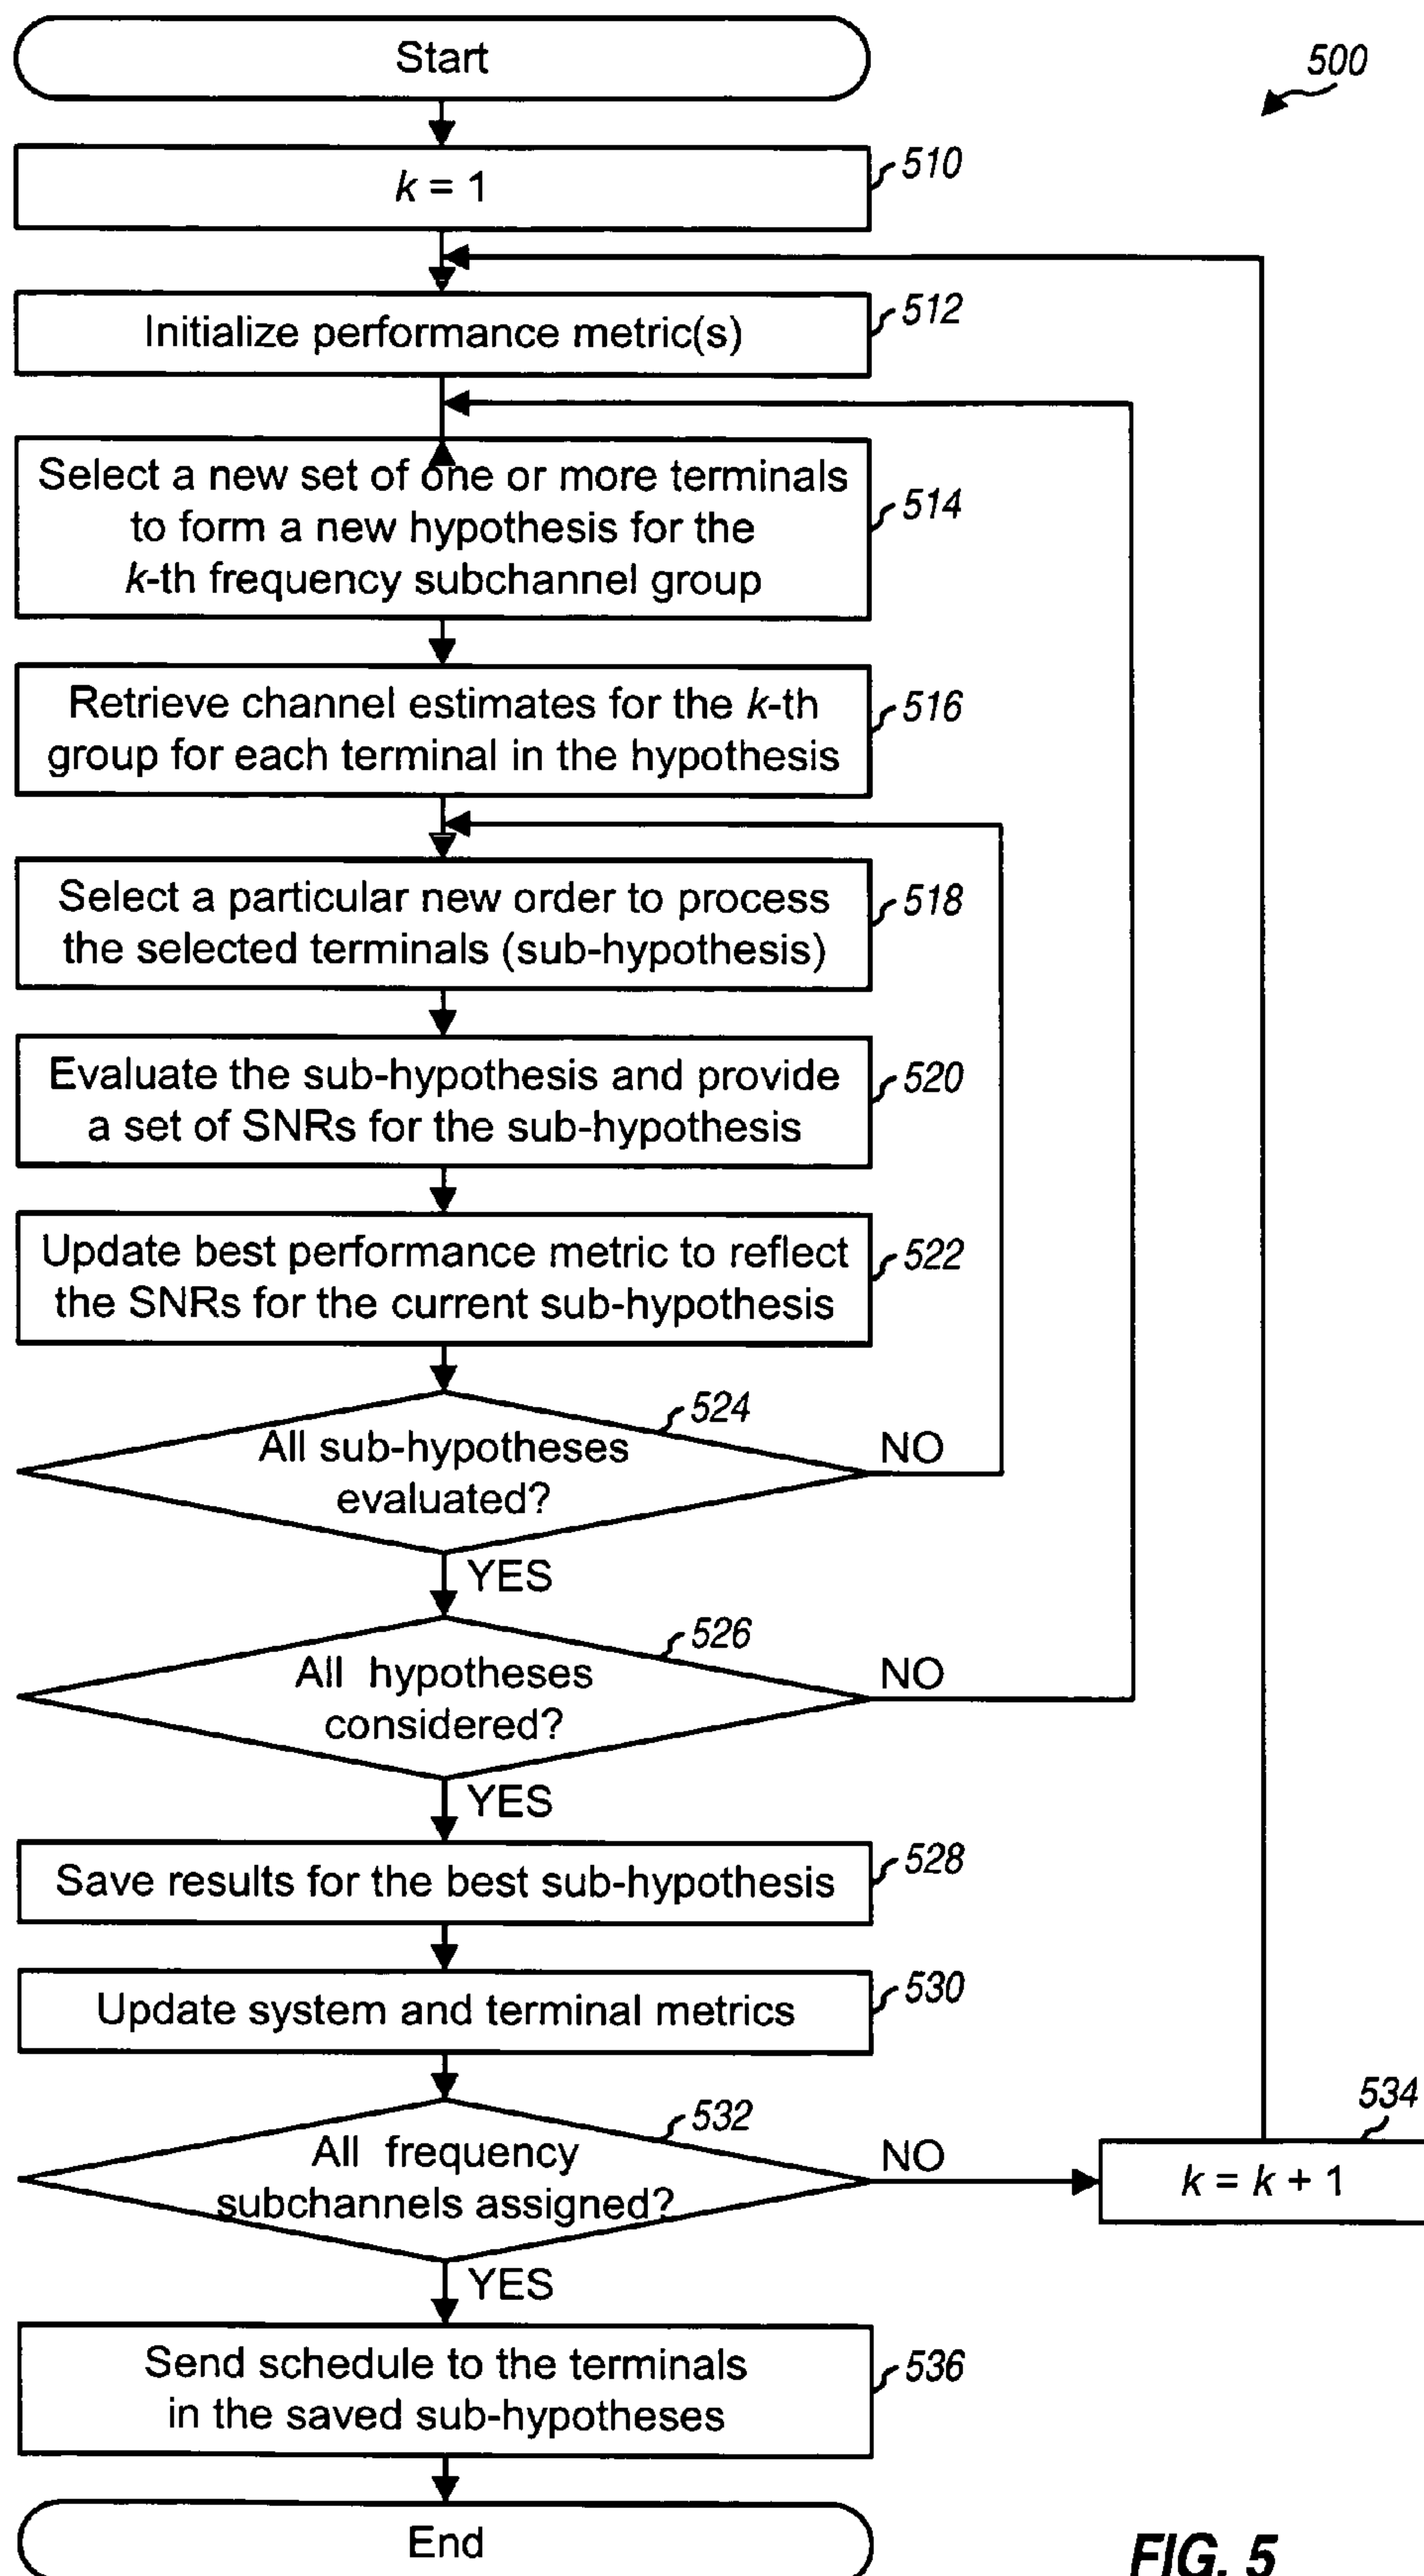 Start
500
k = 1
510
Initialize performance metric(s)
512
Select a new set of one or more terminals
to form a new hypothesis for the
k-th frequency subchannel group
514
Retrieve channel estimates for the k-th
group for each terminal in the hypothesis
516
Select a particular new order to process
the selected terminals (sub-hypothesis)
518
Evaluate the sub-hypothesis and provide
a set of SNRs for the sub-hypothesis
520
Update best performance metric to reflect
the SNRs for the current sub-hypothesis
522
All sub-hypotheses
evaluated?
524
NO
YES
All hypotheses
considered?
526
NO
YES
Save results for the best sub-hypothesis
528
Update system and terminal metrics
530
All frequency
subchannels assigned?
532
NO
k = k + 1
534
YES
Send schedule to the terminals
in the saved sub-hypotheses
536
End
FIG. 5